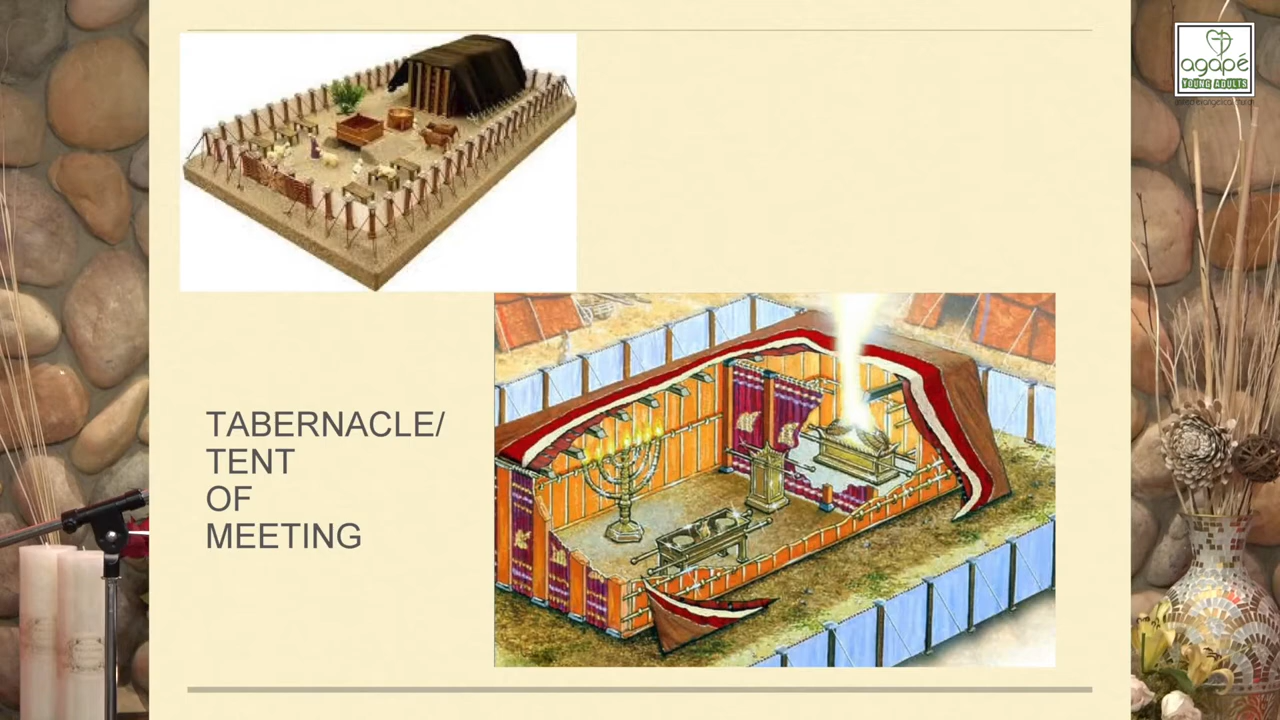 TABERNACLE/
TENT
OF
MEETING
agapé
YOUNG ADULTS